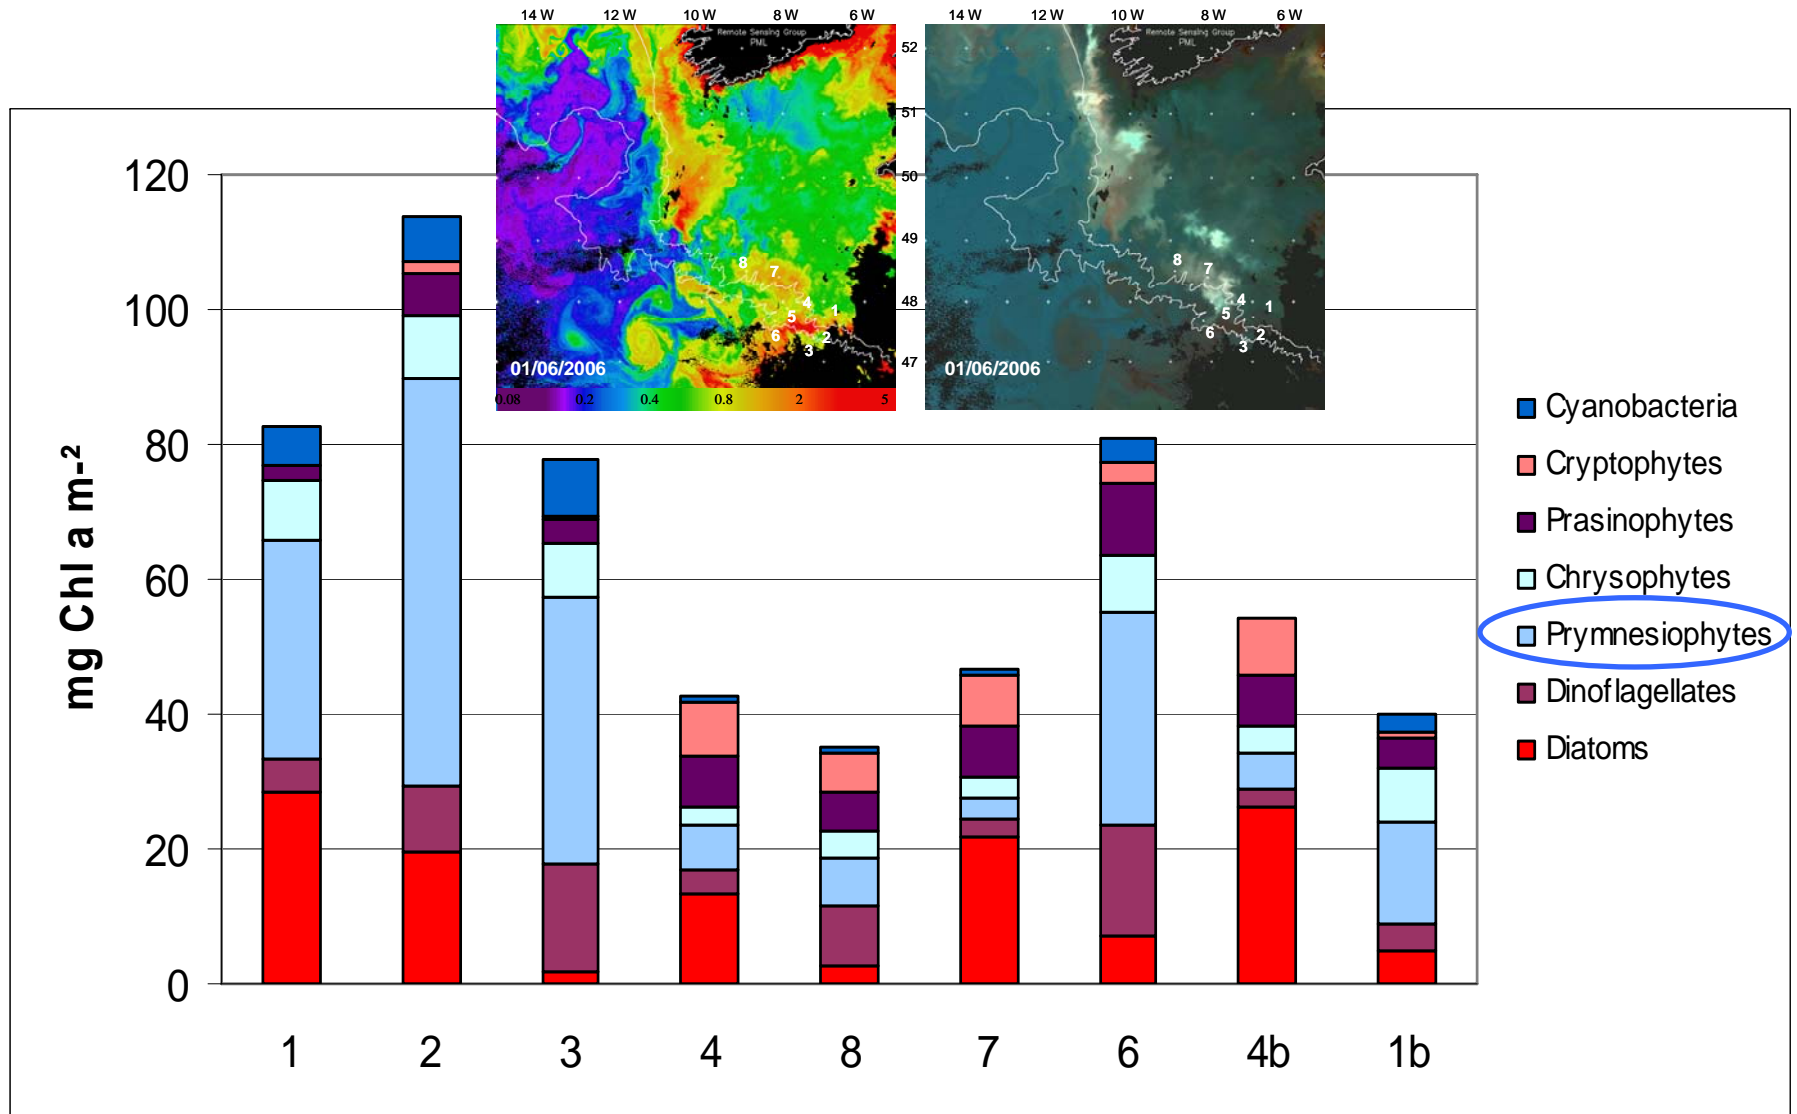 14 W 12 W 10 W 8 W 6 W
14 W 12 W 10 W 8 W 6 W
Remote Sensing Group
PML
Remote Sensing Group
PML
52
51
50
49
48
47
8
7
4
1
5
6
2
3
01/06/2006
8
7
4
1
5
6
2
3
01/06/2006
0.08 0.2 0.4 0.8 2 5
mg Chl a m-²
120
100
80
60
40
20
0
1 2 3 4 8 7 6 4b 1b
Cyanobacteria
Cryptophytes
Prasinophytes
Chrysophytes
Prymnesiophytes
Dinoflagellates
Diatoms